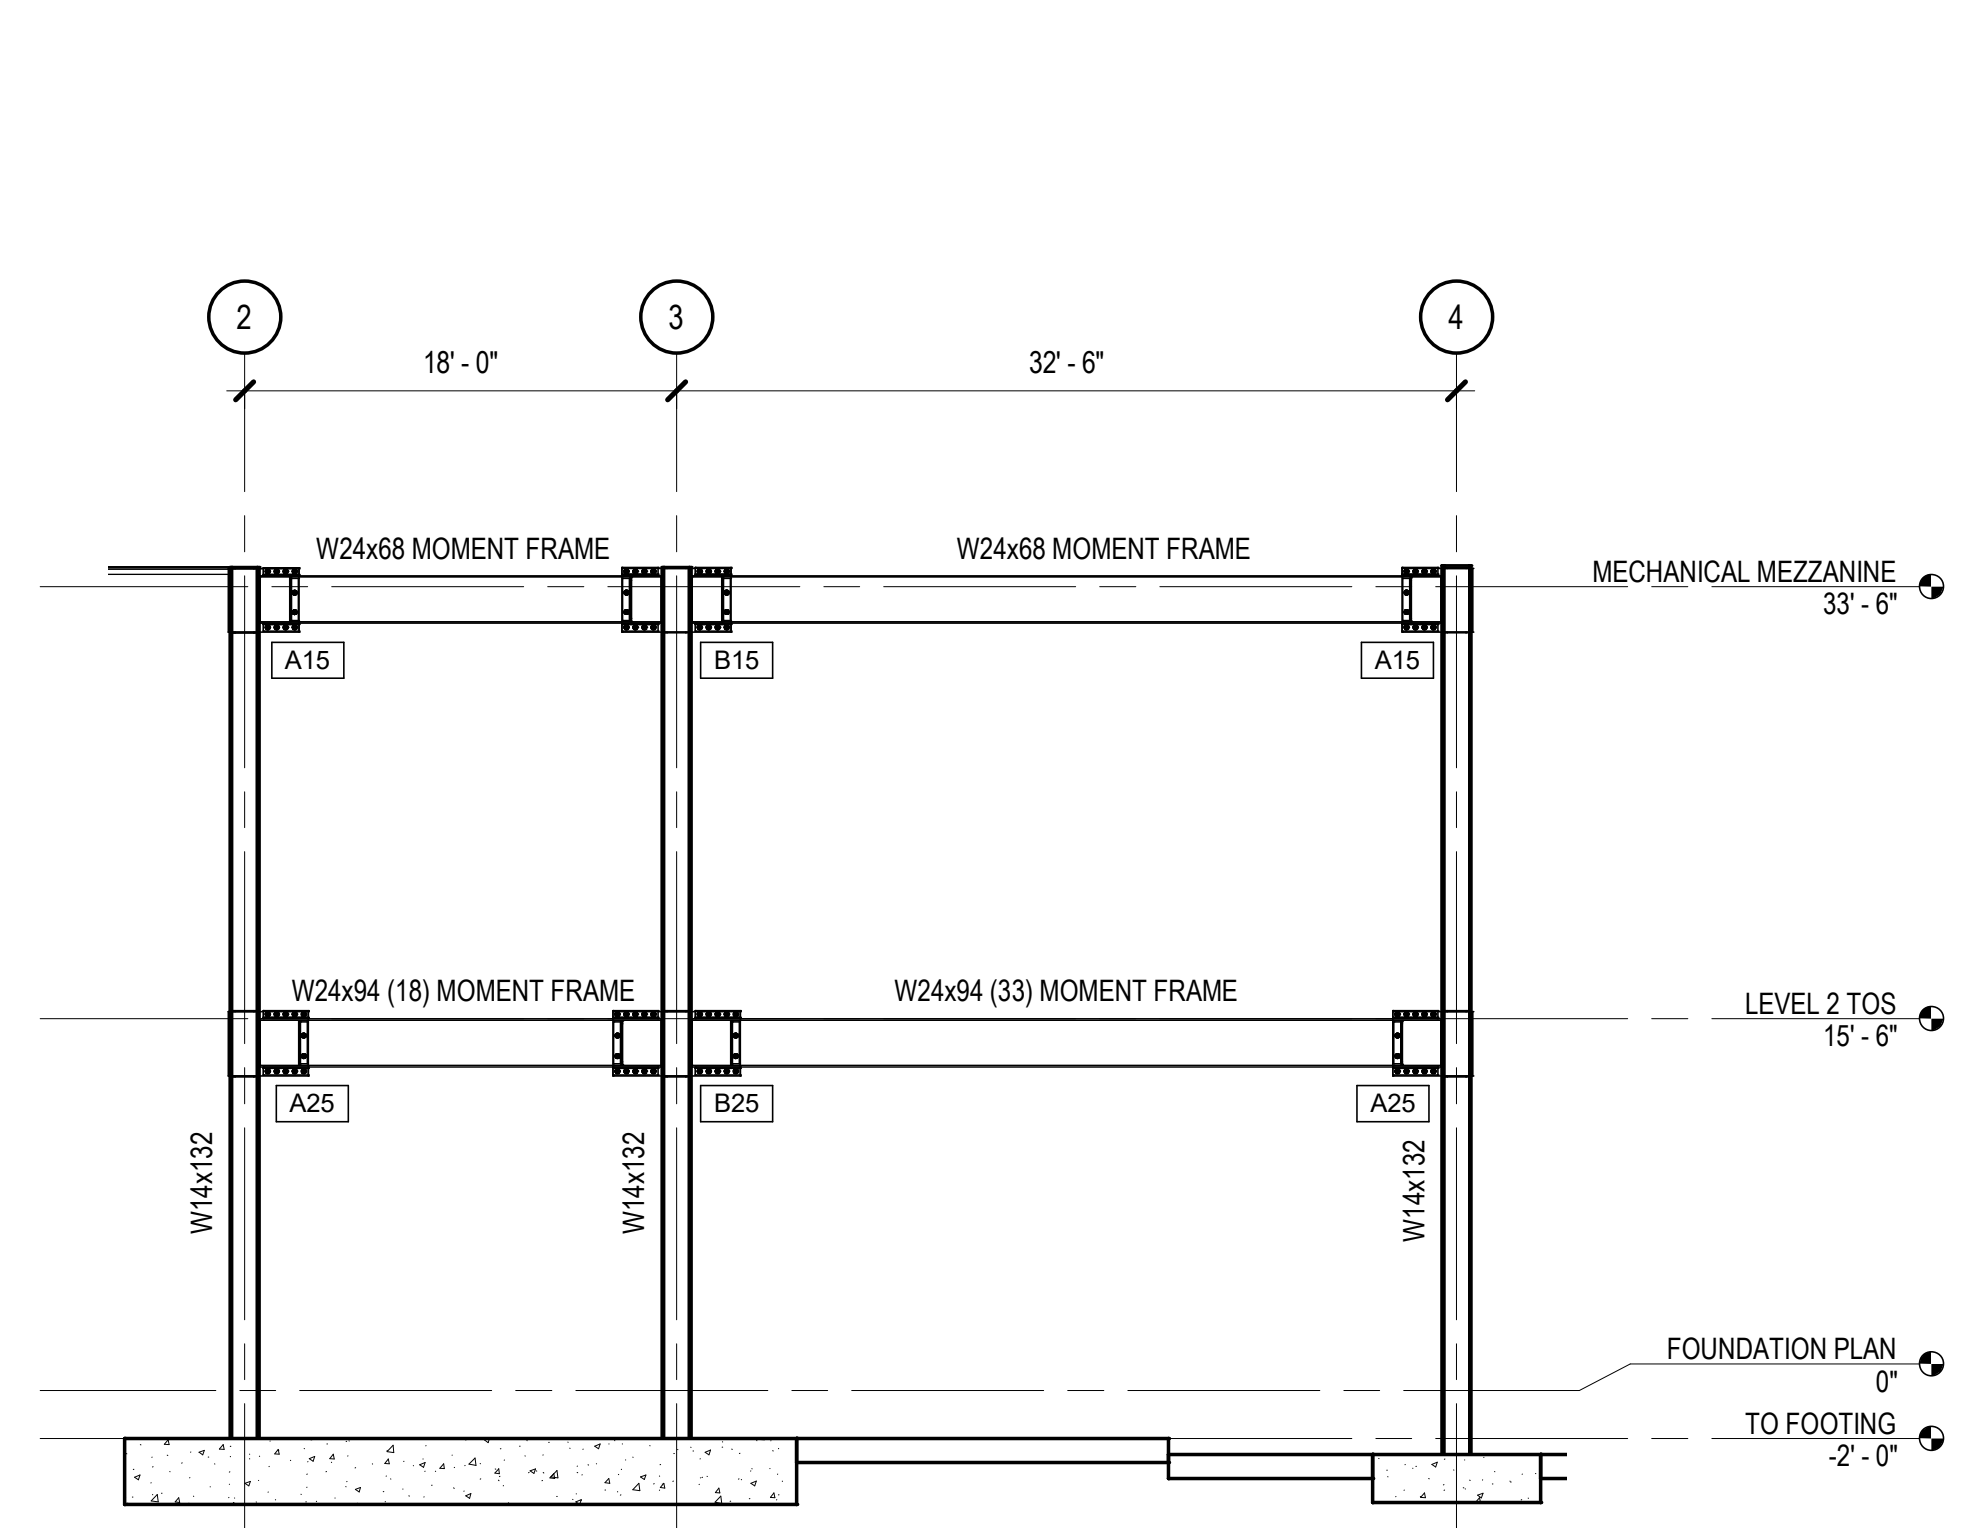 2
3
4
18' - 0"
32' - 6"
W24x68 MOMENT FRAME
W24x68 MOMENT FRAME
MECHANICAL MEZZANINE
33' - 6"
A15
B15
A15
W24x94 (18) MOMENT FRAME
W24x94 (33) MOMENT FRAME
LEVEL 2 TOS
15' - 6"
A25
B25
A25
W14x132
W14x132
W14x132
FOUNDATION PLAN
0"
TO FOOTING
-2' - 0"